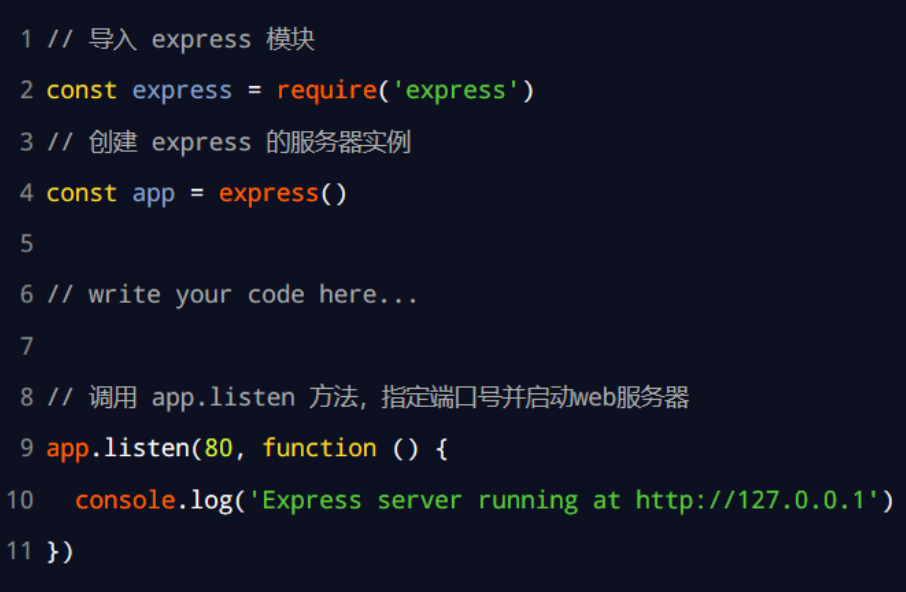 1 // 导入 express 模块
2 const express = require('express')
3 // 创建 express 的服务器实例
4 const app = express()
5
6 // write your code here...
7
8 // 调用 app.listen 方法，指定端口号并启动web服务器
9 app.listen(80, function () {
10   console.log('Express server running at http://127.0.0.1')
11 })